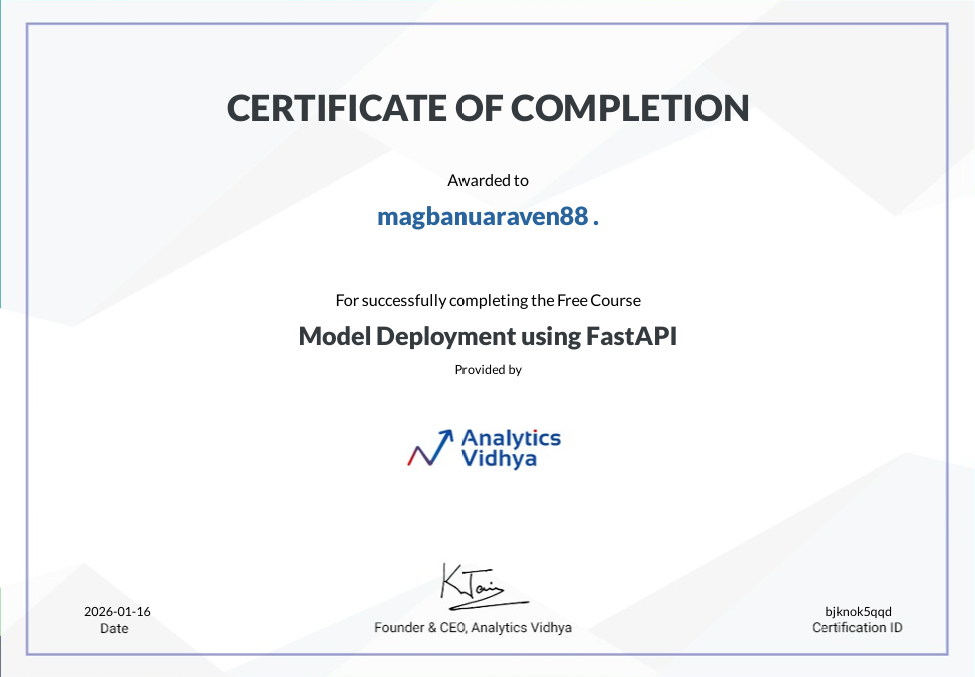 CERTIFICATE OF COMPLETION
Awarded to
magbanuaraven88 .
For successfully completing the Free Course
Model Deployment using FastAPI
Provided by
Analytics
Vidhya
K Jain
2026-01-16
Date
Founder & CEO, Analytics Vidhya
bjknok5qqd
Certification ID